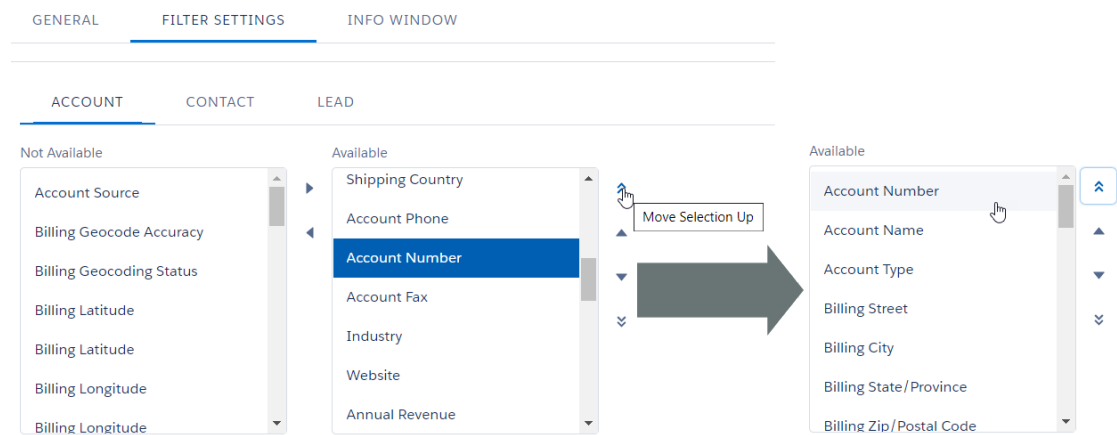 GENERAL FILTER SETTINGS INFO WINDOW
ACCOUNT CONTACT LEAD
Not Available
Account Source
Billing Geocode Accuracy
Billing Geocoding Status
Billing Latitude
Billing Latitude
Billing Longitude
Billing Longitude
Available
Shipping Country
Account Phone
Account Number
Account Fax
Industry
Website
Annual Revenue
Move Selection Up
Available
Account Number
Account Name
Account Type
Billing Street
Billing City
Billing State/Province
Billing Zip/Postal Code